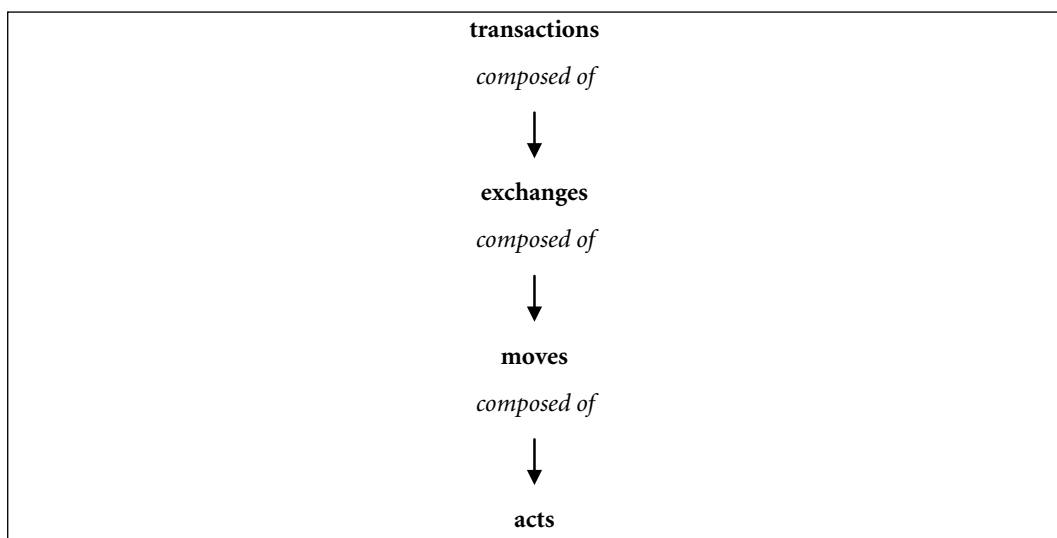 transactions
composed of
exchanges
composed of
moves
composed of
acts